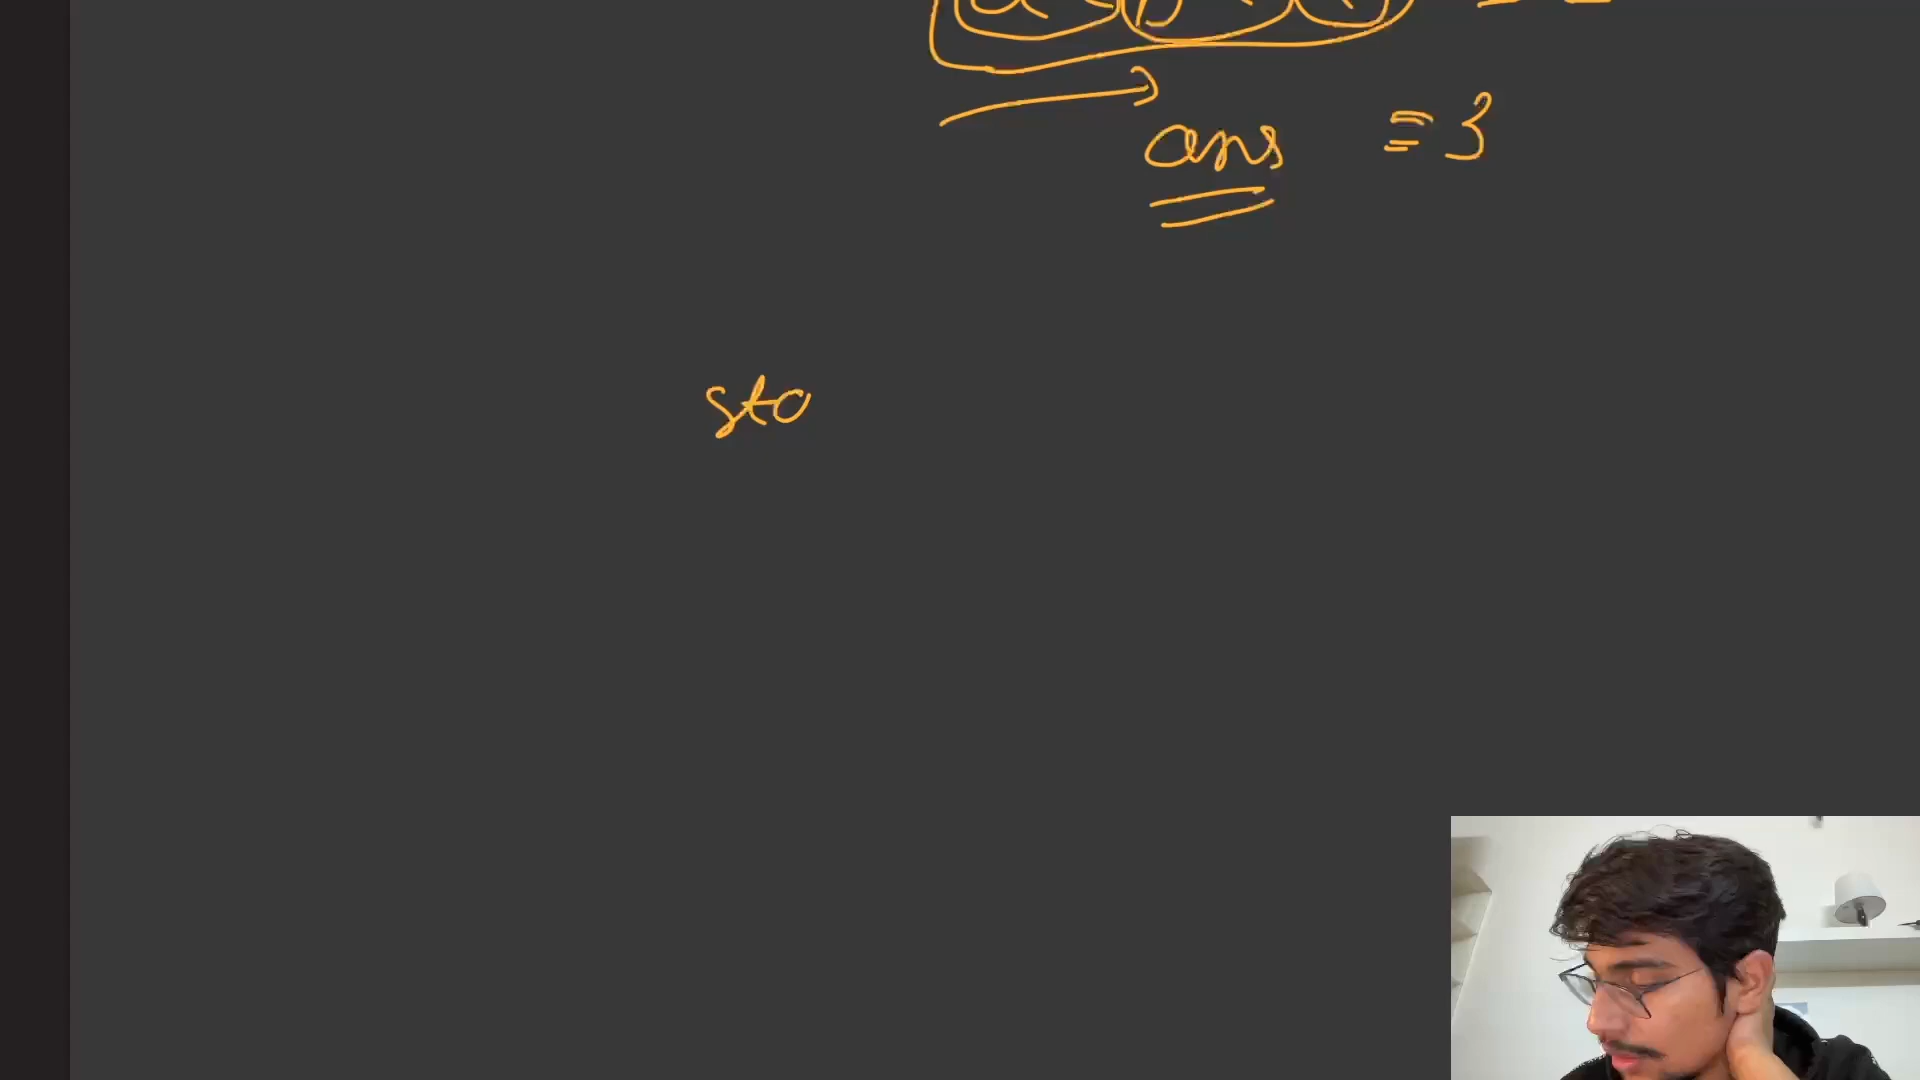 ans = 3
sto